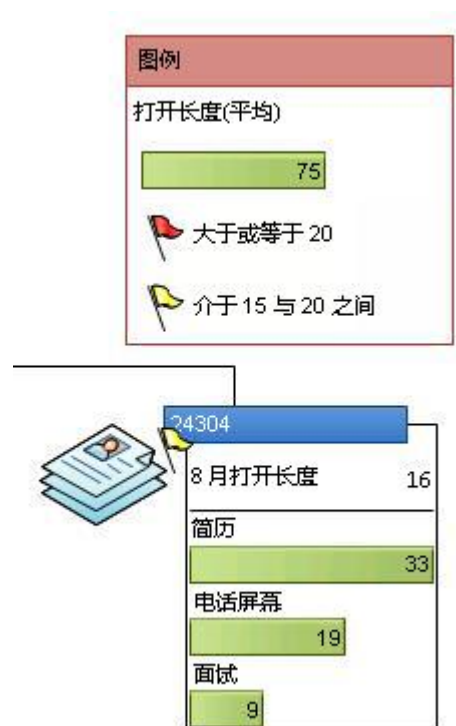 图例
打开长度(平均)
75
大于或等于 20
介于 15 与 20 之间
24304
8 月打开长度 16
简历
33
电话屏幕
19
面试
9